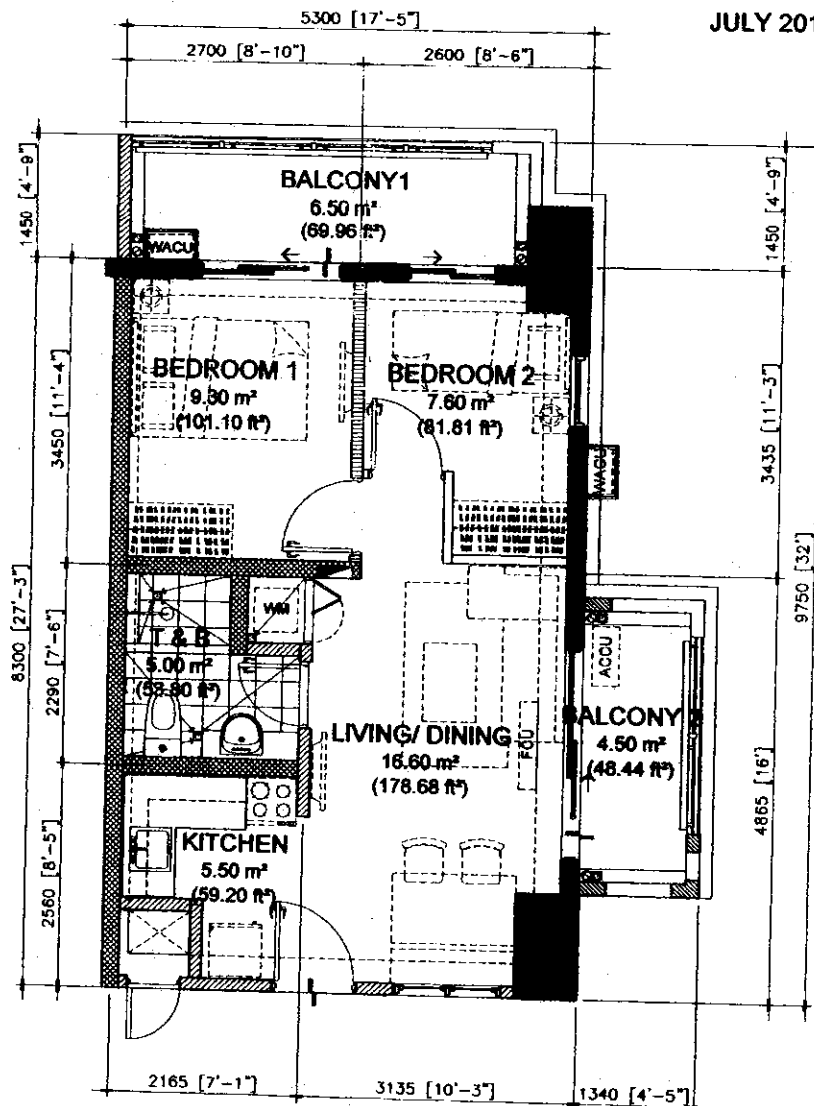 JULY 201
5300 [17'-5"]
2700 [8'-10"]
2600 [8'-6"]
1450 [4'-9"]
1450 [4'-9"]
BALCONY1
6.50 m²
(69.96 ft²)
WACU
BEDROOM 1
9.30 m²
(101.10 ft²)
BEDROOM 2
7.60 m²
(81.81 ft²)
3450 [11'-4"]
3435 [11'-3"]
WACU
8300 [27'-3"]
9750 [32']
WM
T & B
5.00 m²
(53.80 ft²)
2290 [7'-6"]
ACCU
LIVING/ DINING
16.60 m²
(178.68 ft²)
FCU
BALCONY 2
4.50 m²
(48.44 ft²)
4865 [16']
KITCHEN
5.50 m²
(59.20 ft²)
2560 [8'-5"]
2165 [7'-1"]
3135 [10'-3"]
1340 [4'-5"]